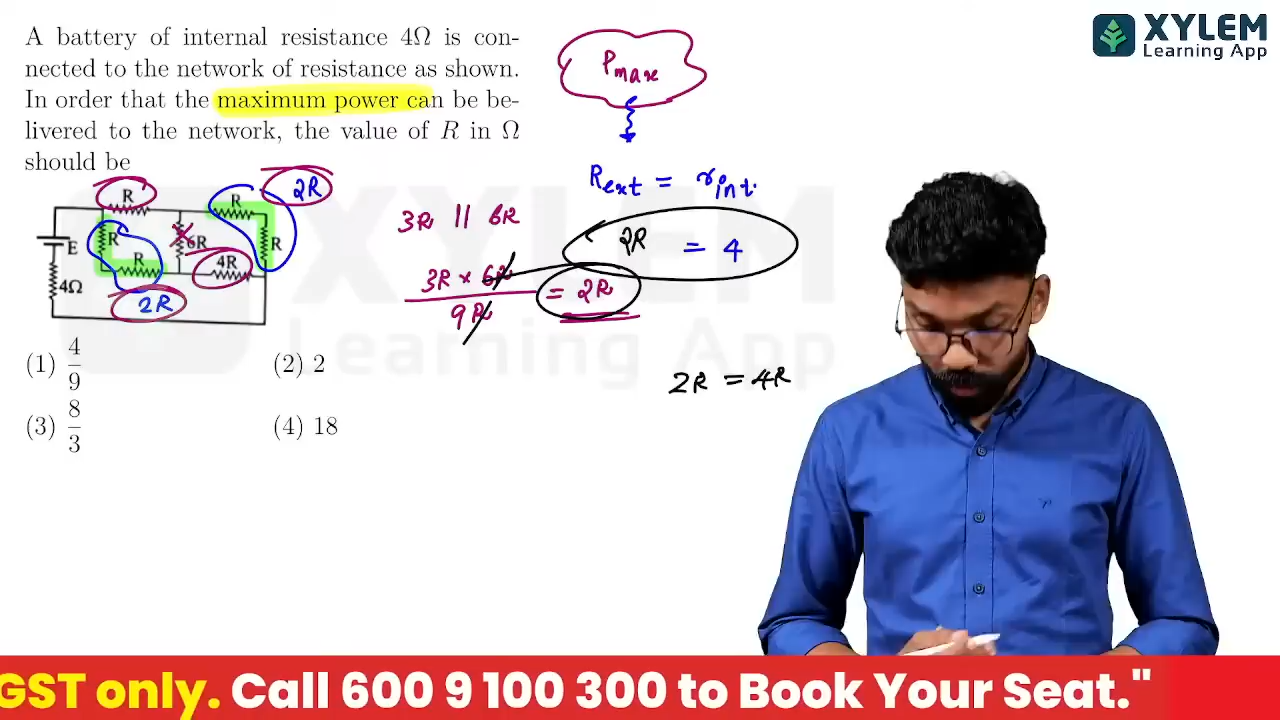 A battery of internal resistance 4Ω is con-
nected to the network of resistance as shown.
In order that the maximum power can be be-
livered to the network, the value of R in Ω
should be
Pmax
XYLEM
Learning App
Rext = rint.
2R = 4
3R || 6R
3R × 6R
= 2R
9R
2R = 4R
R
2R
R
E
R
R
6R
4R
R
4Ω
2R
XYLEM
Learning App
(1) 4/9
(2) 2
(3) 8/3
(4) 18
GST only. Call 600 9 100 300 to Book Your Seat."